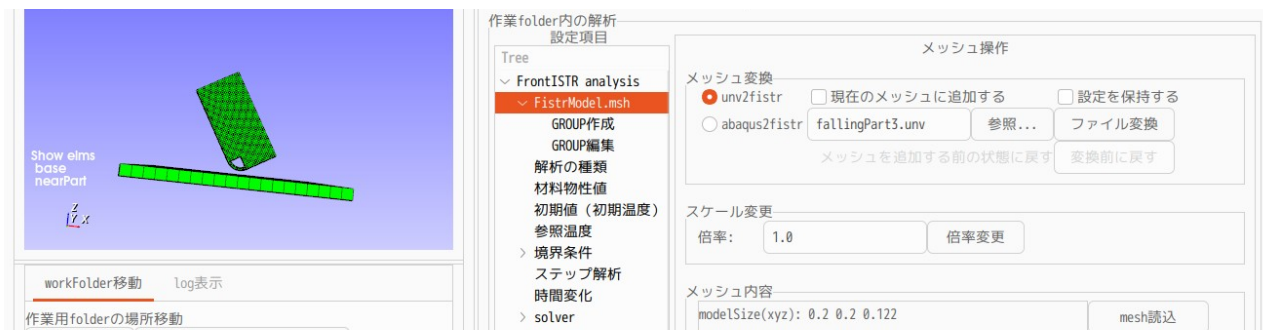 Show elms
base
nearPart
Z
Y X
workFolder移動 log表示
作業用folderの場所移動
作業folder内の解析
設定項目
Tree
FrontISTR analysis
FistrModel.msh
GROUP作成
GROUP編集
解析の種類
材料物性値
初期値（初期温度）
参照温度
境界条件
ステップ解析
時間変化
solver
メッシュ操作
メッシュ変換
unv2fistr 現在のメッシュに追加する 設定を保持する
abaqus2fistr fallingPart3.unv 参照... ファイル変換
メッシュを追加する前の状態に戻す 変換前に戻す
スケール変更
倍率: 1.0 倍率変更
メッシュ内容
modelSize(xyz): 0.2 0.2 0.122 mesh読込